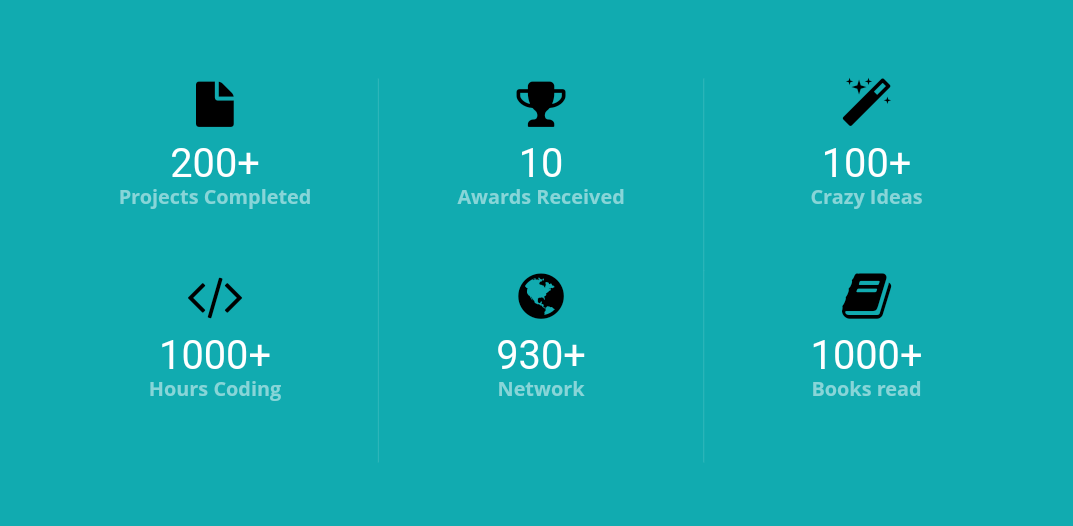 200+
Projects Completed
10
Awards Received
100+
Crazy Ideas
1000+
Hours Coding
930+
Network
1000+
Books read